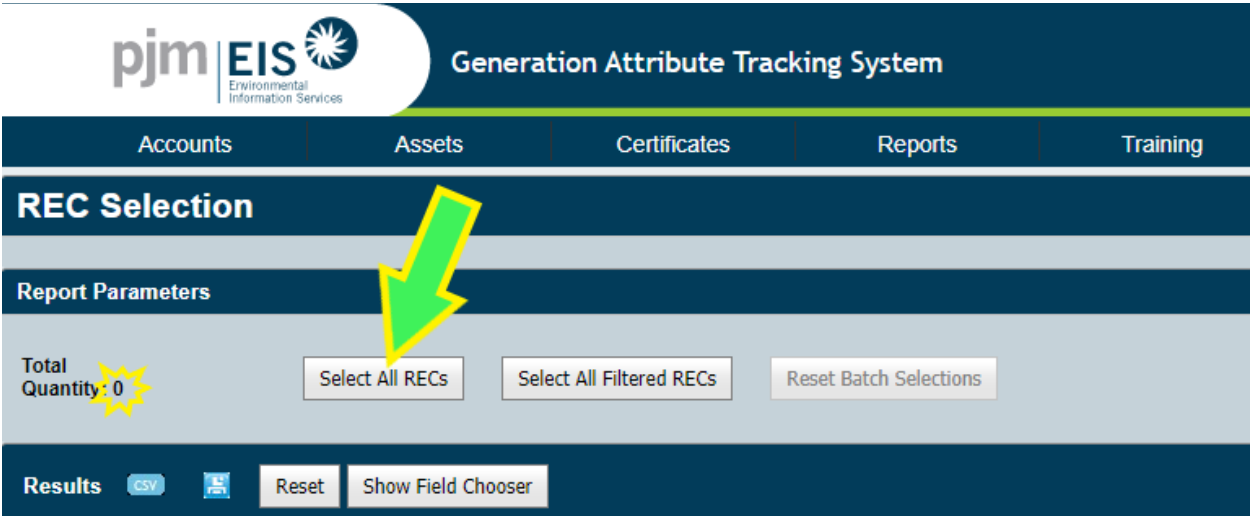 pjm EIS
Environmental
Information Services
Generation Attribute Tracking System
Accounts Assets Certificates Reports Training
REC Selection
Report Parameters
Total
Quantity: 0
Select All RECs Select All Filtered RECs Reset Batch Selections
Results CSV Reset Show Field Chooser